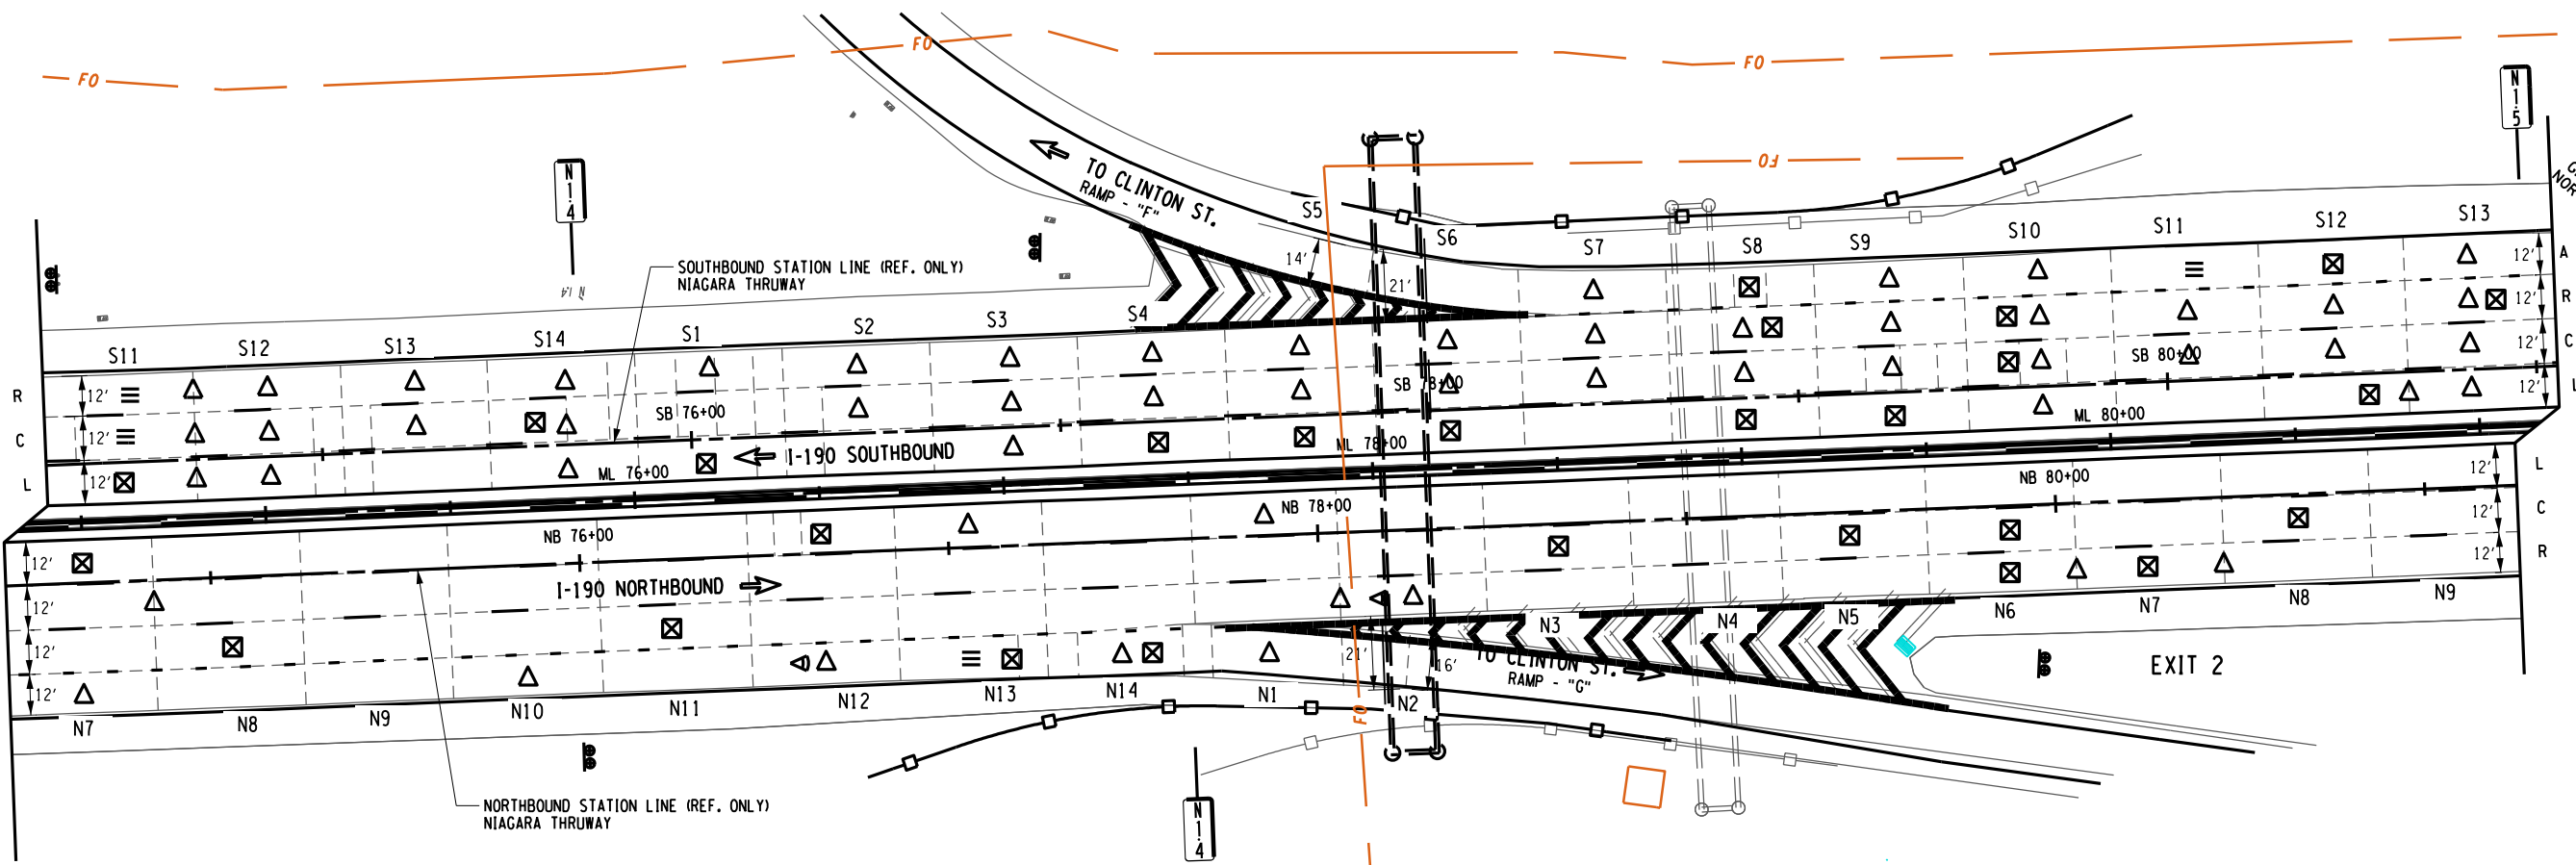 FO
FO
FO
FO
N
1.
5
N
1.
4
TO CLINTON ST.
RAMP - "F"
N 1.4
SOUTHBOUND STATION LINE (REF. ONLY)
NIAGARA THRUWAY
S5
S6
S7
S8
S9
S10
S11
S12
S13
14'
21'
S11
S12
S13
S14
S1
S2
S3
S4
12'
12'
12'
12'
A
R
C
L
R
C
L
12'
12'
12'
SB 76+00
SB 78+00
SB 80+00
ML 76+00
ML 78+00
ML 80+00
I-190 SOUTHBOUND
NB 76+00
NB 78+00
NB 80+00
I-190 NORTHBOUND
12'
12'
12'
12'
12'
12'
12'
L
C
R
N7
N8
N9
N10
N11
N12
N13
N14
N1
N2
N3
N4
N5
N6
N7
N8
N9
21'
16'
TO CLINTON ST.
RAMP - "G"
EXIT 2
FO
NORTHBOUND STATION LINE (REF. ONLY)
NIAGARA THRUWAY
N
1.
4